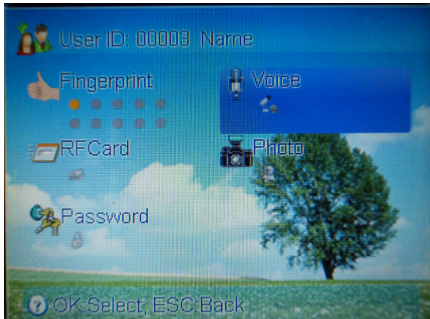 User ID: 00003 Name
Fingerprint
Voice
RFCard
Photo
Password
OK:Select, ESC:Back